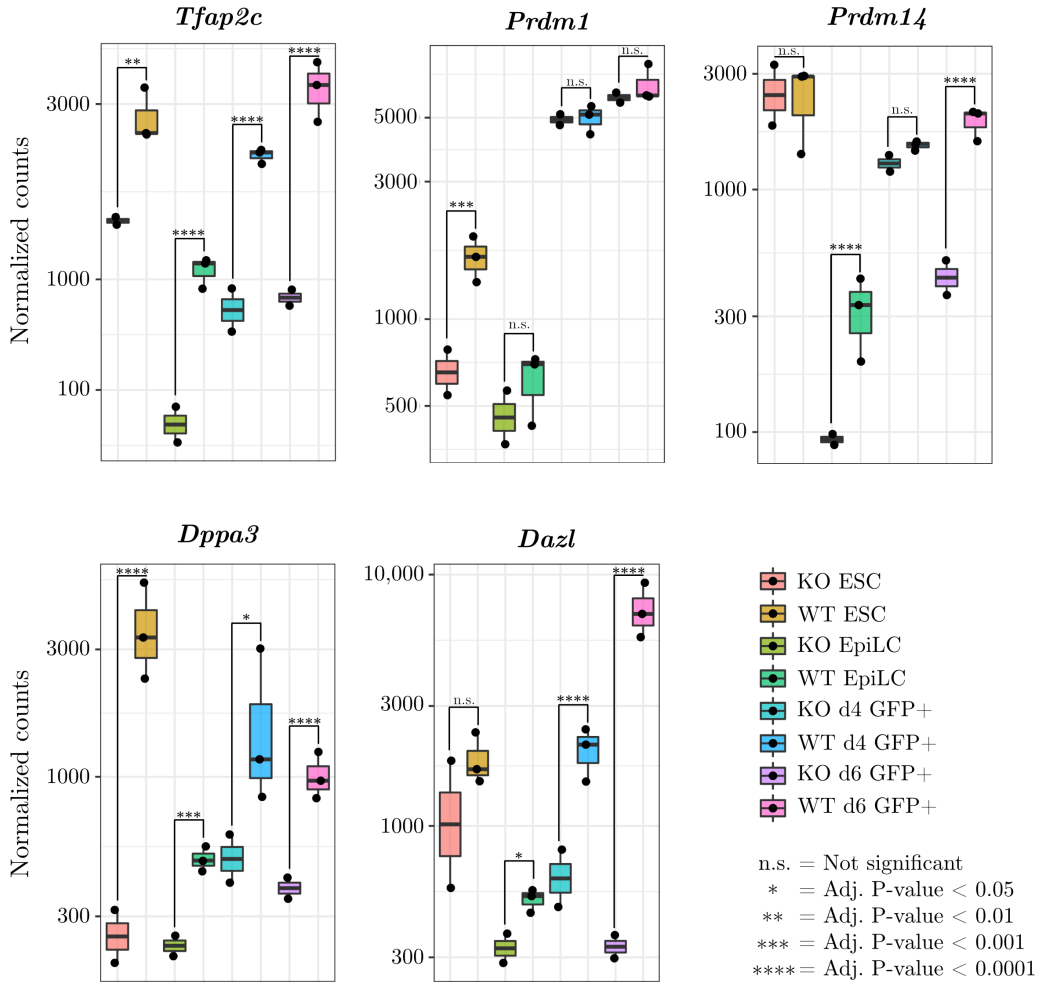 Tfap2c
Prdm1
Prdm14
Normalized counts
3000
1000
100
**
****
****
****
5000
3000
1000
500
***
n.s.
n.s.
n.s.
3000
1000
300
100
n.s.
****
n.s.
****
Dppa3
Dazl
Normalized counts
3000
1000
300
****
***
*
****
10,000
3000
1000
300
n.s.
*
****
****
KO ESC
WT ESC
KO EpiLC
WT EpiLC
KO d4 GFP+
WT d4 GFP+
KO d6 GFP+
WT d6 GFP+
n.s. = Not significant
* = Adj. P-value < 0.05
** = Adj. P-value < 0.01
*** = Adj. P-value < 0.001
**** = Adj. P-value < 0.0001